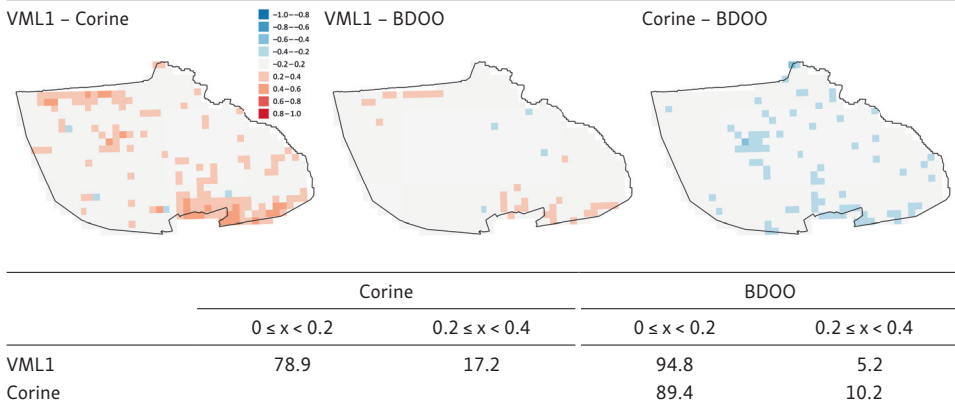 VML1 – Corine
-1.0--0.8
-0.8--0.6
-0.6--0.4
-0.4--0.2
-0.2-0.2
0.2-0.4
0.4-0.6
0.6-0.8
0.8-1.0
VML1 – BDOO
Corine – BDOO
Corine BDOO
0 ≤ x < 0.2 0.2 ≤ x < 0.4 0 ≤ x < 0.2 0.2 ≤ x < 0.4
VML1 78.9 17.2 94.8 5.2
Corine 89.4 10.2